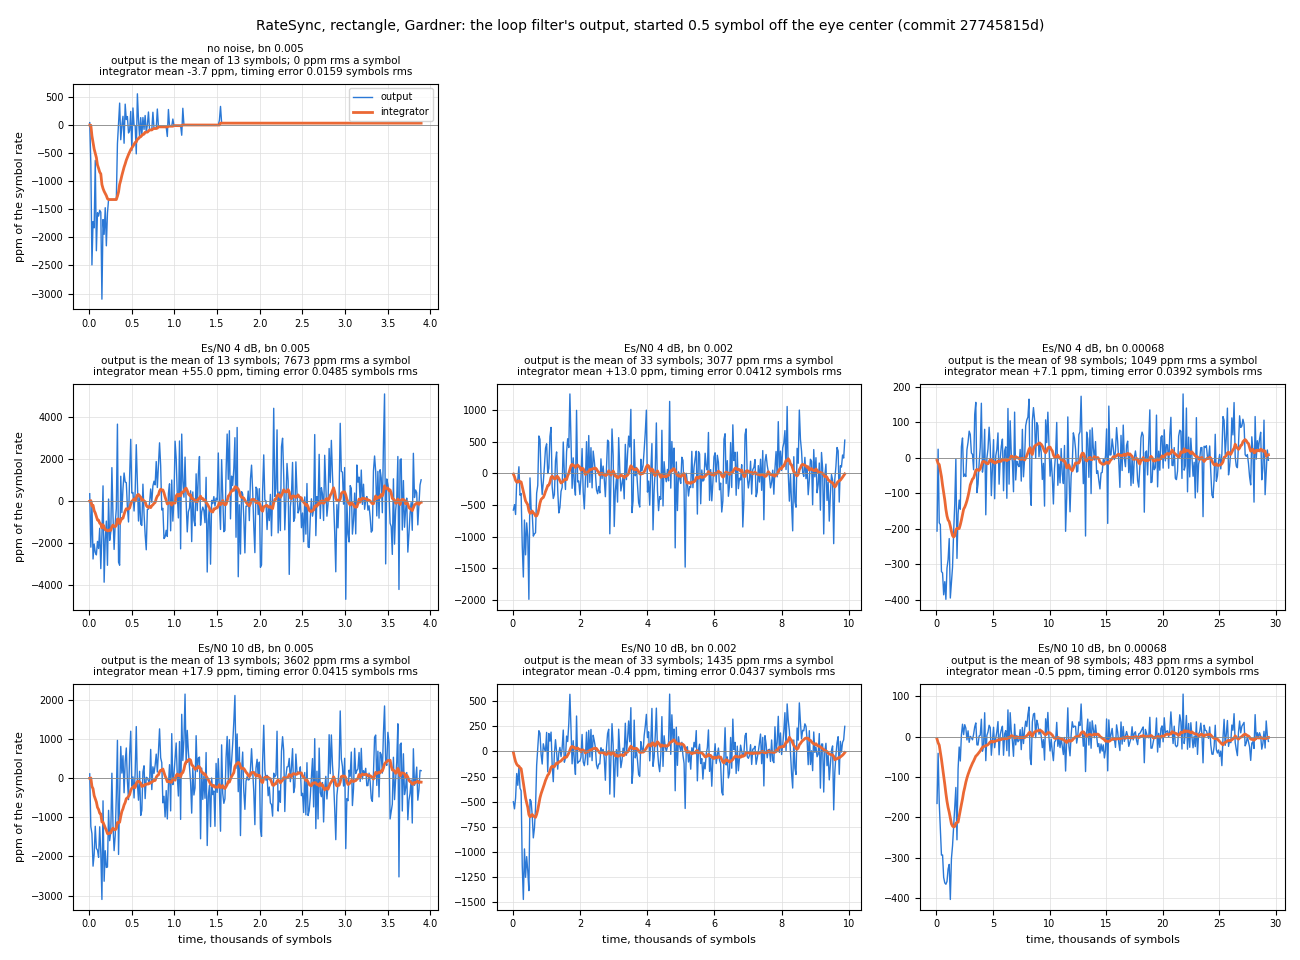 RateSync, rectangle, Gardner: the loop filter's output, started 0.5 symbol off the eye center (commit 27745815d)
no noise, bn 0.005
output is the mean of 13 symbols; 0 ppm rms a symbol
integrator mean -3.7 ppm, timing error 0.0159 symbols rms
output
integrator
ppm of the symbol rate
500
0
−500
−1000
−1500
−2000
−2500
−3000
0.0 0.5 1.0 1.5 2.0 2.5 3.0 3.5 4.0
Es/N0 4 dB, bn 0.005
output is the mean of 13 symbols; 7673 ppm rms a symbol
integrator mean +55.0 ppm, timing error 0.0485 symbols rms
ppm of the symbol rate
4000
2000
0
−2000
−4000
0.0 0.5 1.0 1.5 2.0 2.5 3.0 3.5 4.0
Es/N0 4 dB, bn 0.002
output is the mean of 33 symbols; 3077 ppm rms a symbol
integrator mean +13.0 ppm, timing error 0.0412 symbols rms
1000
500
0
−500
−1000
−1500
−2000
0 2 4 6 8 10
Es/N0 4 dB, bn 0.00068
output is the mean of 98 symbols; 1049 ppm rms a symbol
integrator mean +7.1 ppm, timing error 0.0392 symbols rms
200
100
0
−100
−200
−300
−400
0 5 10 15 20 25 30
Es/N0 10 dB, bn 0.005
output is the mean of 13 symbols; 3602 ppm rms a symbol
integrator mean +17.9 ppm, timing error 0.0415 symbols rms
ppm of the symbol rate
2000
1000
0
−1000
−2000
−3000
0.0 0.5 1.0 1.5 2.0 2.5 3.0 3.5 4.0
time, thousands of symbols
Es/N0 10 dB, bn 0.002
output is the mean of 33 symbols; 1435 ppm rms a symbol
integrator mean -0.4 ppm, timing error 0.0437 symbols rms
500
250
0
−250
−500
−750
−1000
−1250
−1500
0 2 4 6 8 10
time, thousands of symbols
Es/N0 10 dB, bn 0.00068
output is the mean of 98 symbols; 483 ppm rms a symbol
integrator mean -0.5 ppm, timing error 0.0120 symbols rms
100
0
−100
−200
−300
−400
0 5 10 15 20 25 30
time, thousands of symbols